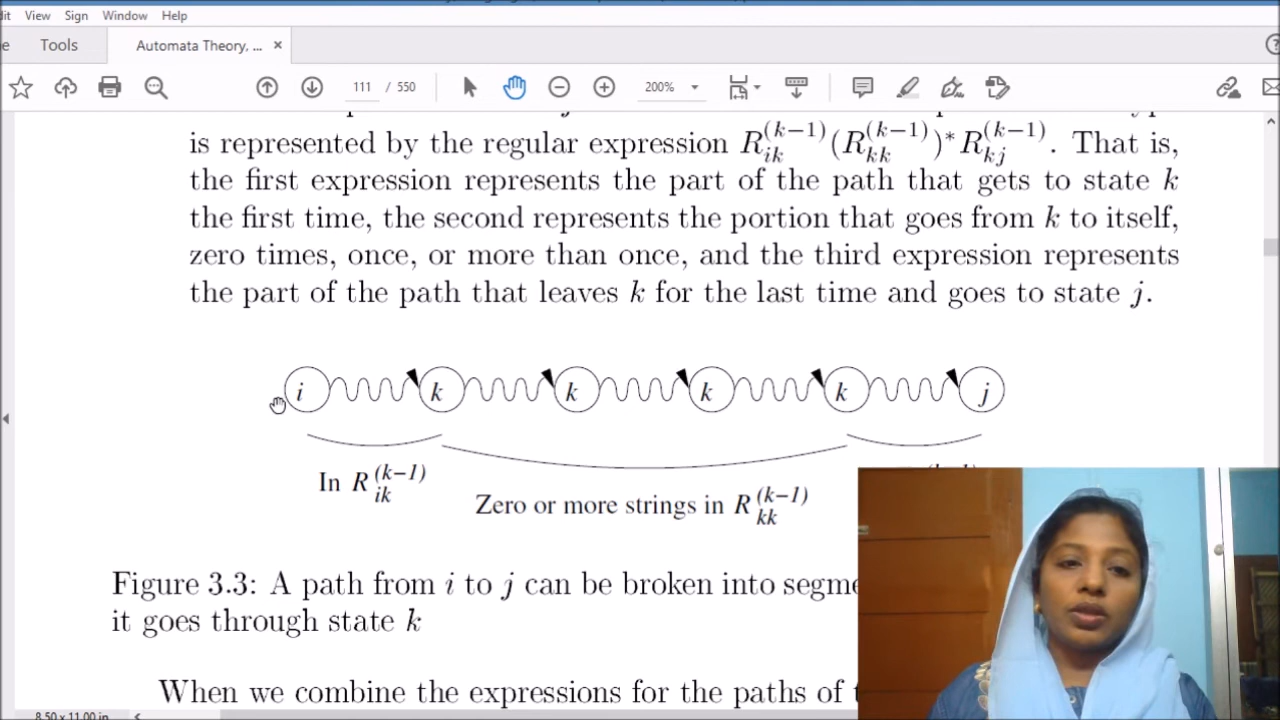 View Sign Window Help
Tools Automata Theory, ... ×
111 / 550 200%
is represented by the regular expression R_{ik}^{(k−1)}(R_{kk}^{(k−1)})*R_{kj}^{(k−1)}. That is,
the first expression represents the part of the path that gets to state k
the first time, the second represents the portion that goes from k to itself,
zero times, once, or more than once, and the third expression represents
the part of the path that leaves k for the last time and goes to state j.
i k k k k j
In R_{ik}^{(k−1)}
Zero or more strings in R_{kk}^{(k−1)}
Figure 3.3: A path from i to j can be broken into
it goes through state k
When we combine the expressions for the paths of
8.50 x 11.00 in